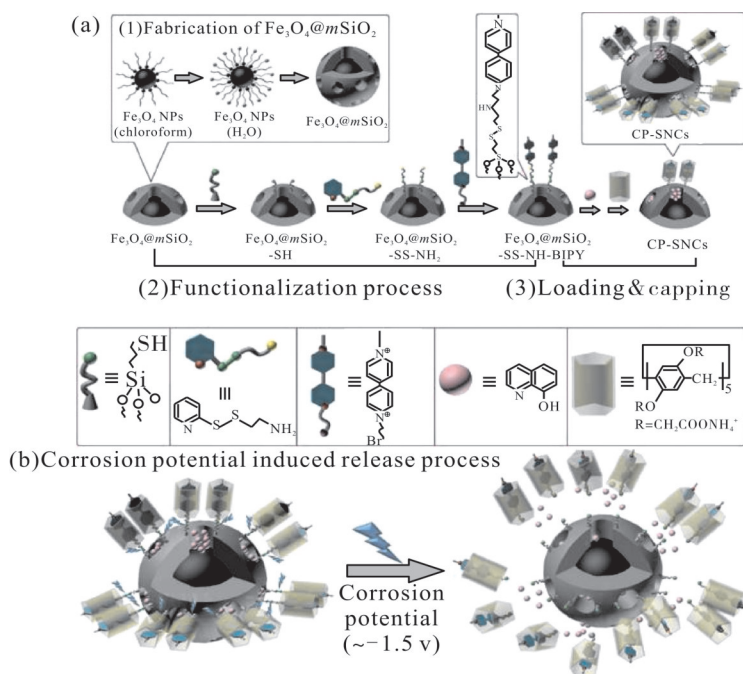 (a)
(1)Fabrication of Fe₃O₄@mSiO₂
Fe₃O₄ NPs
(chloroform)
Fe₃O₄ NPs
(H₂O)
Fe₃O₄@mSiO₂
N
N
HN
S
S
Si
O O O
CP-SNCs
Fe₃O₄@mSiO₂
Fe₃O₄@mSiO₂
-SH
Fe₃O₄@mSiO₂
-SS-NH₂
Fe₃O₄@mSiO₂
-SS-NH-BIPY
CP-SNCs
(2)Functionalization process
(3)Loading&capping
≡
SH
Si
O O O
≡
N
S
S
NH₂
≡
N⊕
N⊕
Br
≡
N
OH
≡
OR
CH₂
5
RO
R=CH₂COONH₄⁺
(b)Corrosion potential induced release process
Corrosion
potential
(~−1.5 v)